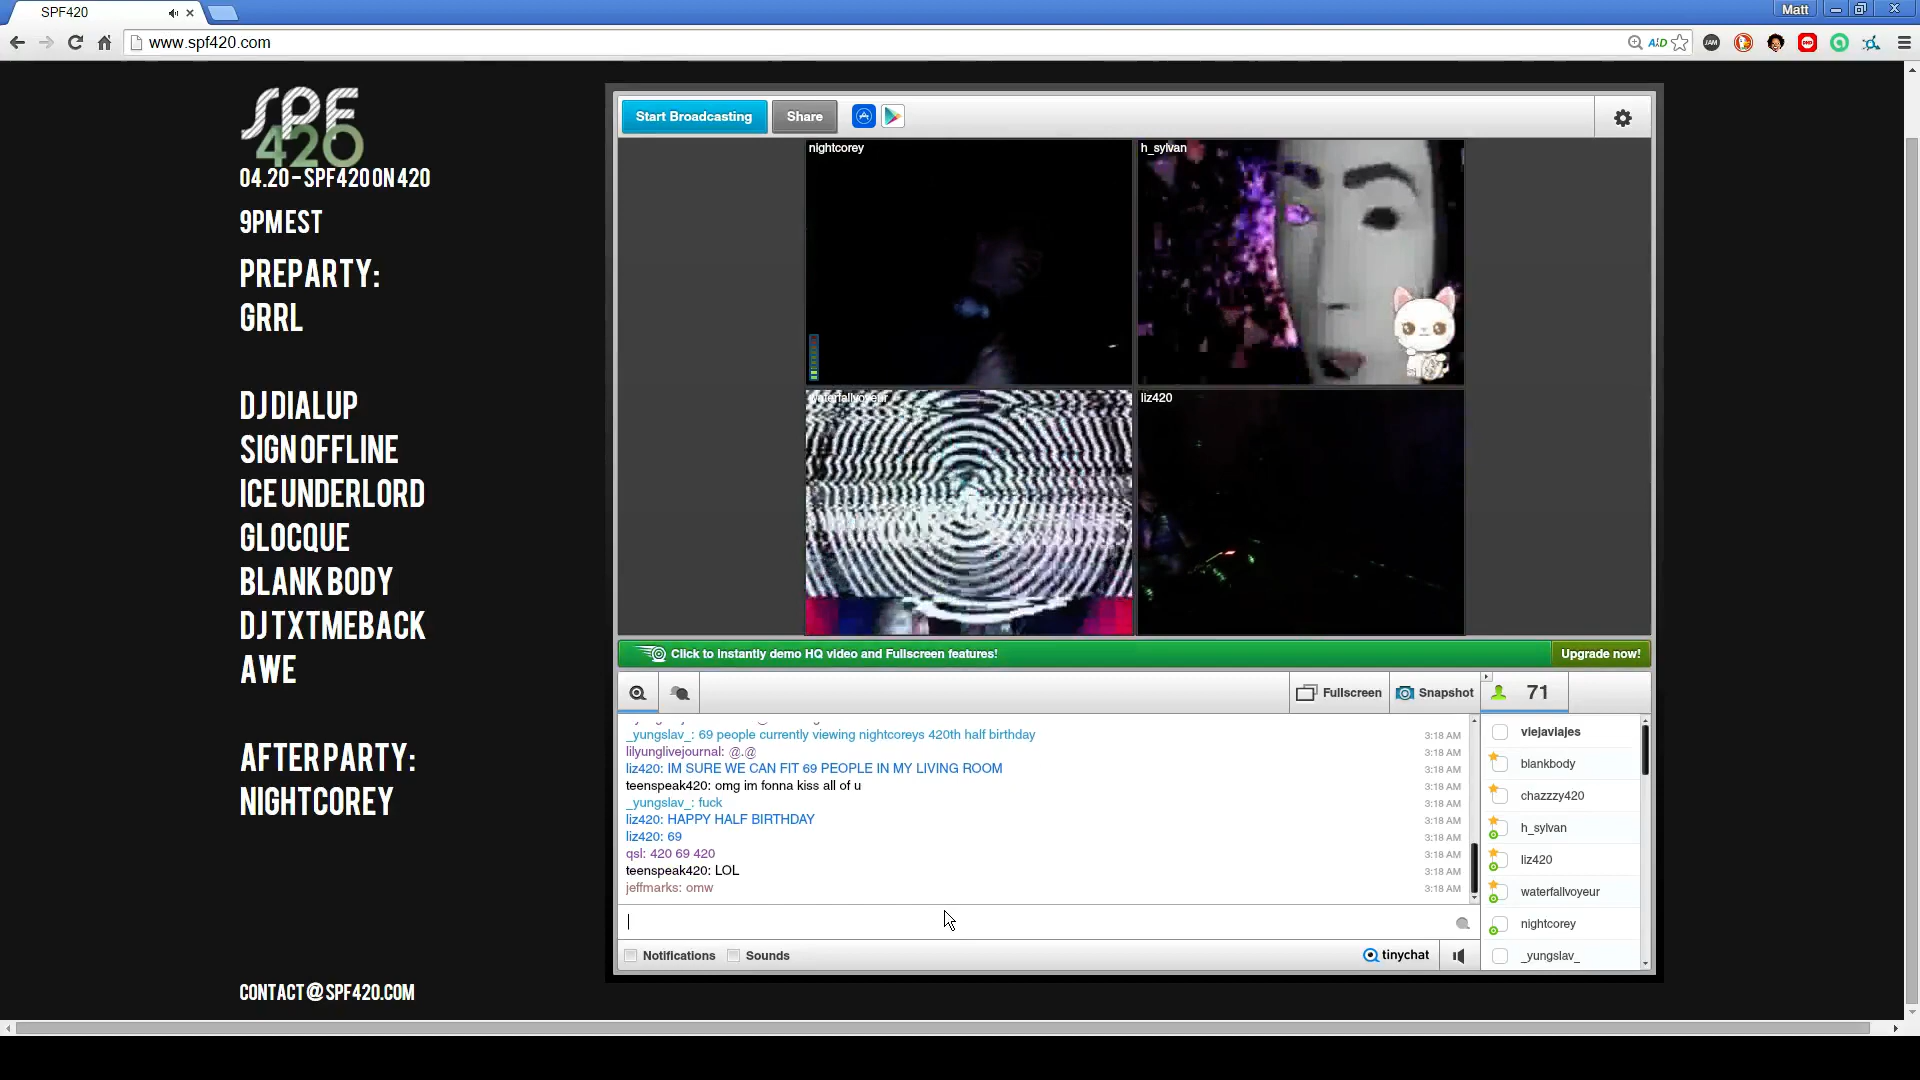 SPF420
Matt
www.spf420.com
SPF
420
04.20 - SPF420 ON 420
9PM EST
PREPARTY:
GRRL
DJ DIALUP
SIGN OFFLINE
ICE UNDERLORD
GLOCQUE
BLANK BODY
DJ TXTMEBACK
AWE
AFTER PARTY:
NIGHTCOREY
CONTACT @ SPF420.COM
Start Broadcasting
Share
nightcorey
h_sylvan
waterfallvoyeur
liz420
Click to instantly demo HQ video and Fullscreen features!
Upgrade now!
Fullscreen
Snapshot
71
_yungslav_: 69 people currently viewing nightcoreys 420th half birthday 3:18 AM
lilyunglivejournal: @.@ 3:18 AM
liz420: IM SURE WE CAN FIT 69 PEOPLE IN MY LIVING ROOM 3:18 AM
teenspeak420: omg im fonna kiss all of u 3:18 AM
_yungslav_: fuck 3:18 AM
liz420: HAPPY HALF BIRTHDAY 3:18 AM
liz420: 69 3:18 AM
qsl: 420 69 420 3:18 AM
teenspeak420: LOL 3:18 AM
jeffmarks: omw 3:18 AM
Notifications
Sounds
tinychat
viejaviajes
blankbody
chazzzy420
h_sylvan
liz420
waterfallvoyeur
nightcorey
_yungslav_